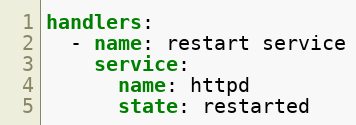 1 handlers:
2   - name: restart service
3     service:
4       name: httpd
5       state: restarted